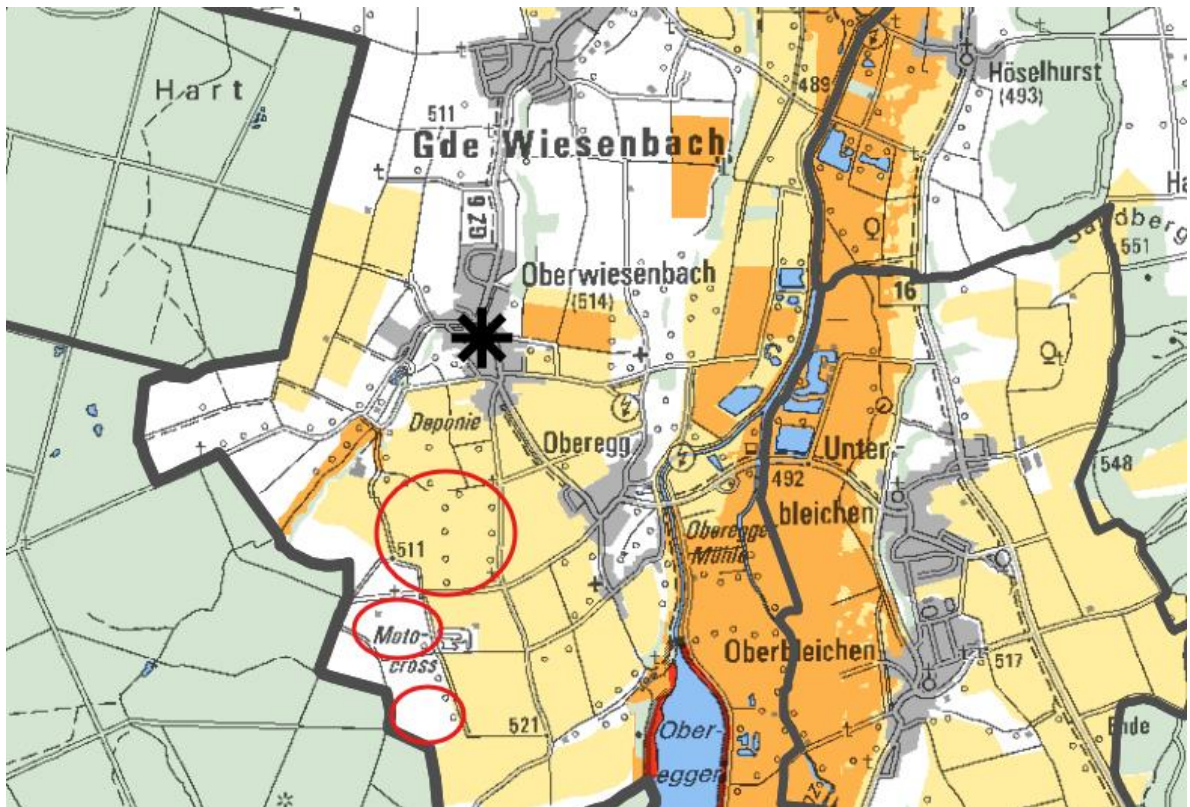 Hart
Höselhurst
(493)
489
511
Gde Wiesenbach
GZ 6
Oberwiesenbach
(514)
Sandberg
551
16
Deponie
Oberegg
Unter-
bleichen
492
548
Oberegger
Mühle
511
Moto-
cross
Oberbleichen
517
521
Ober-
egger
Ende